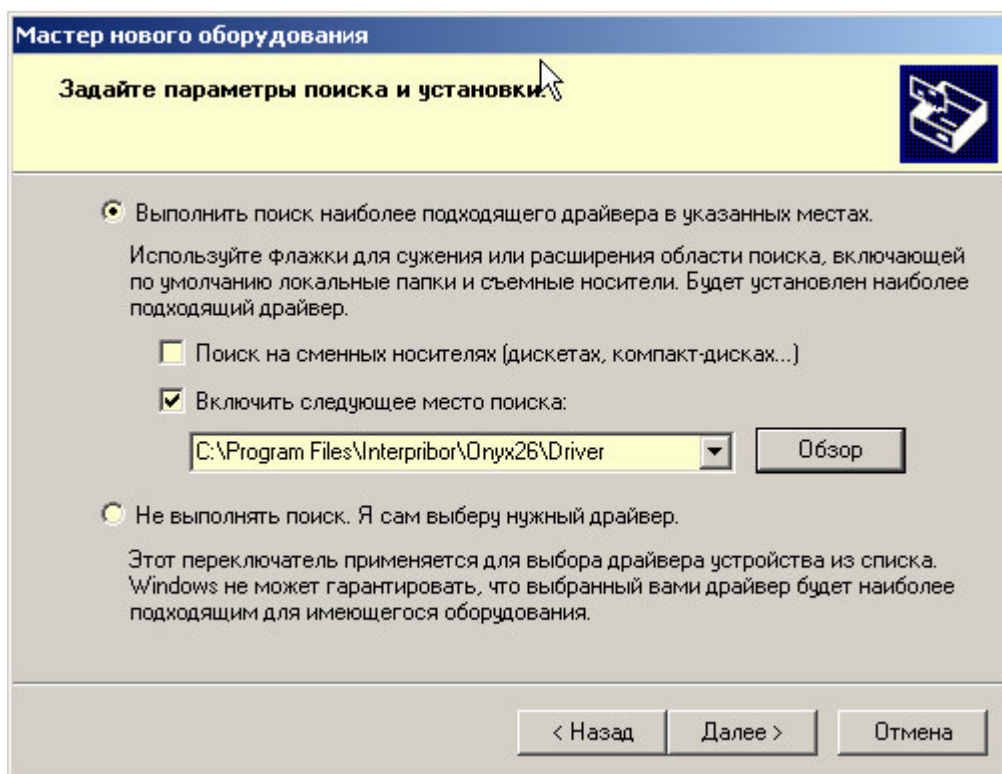 Мастер нового оборудования
Задайте параметры поиска и установки.
Выполнить поиск наиболее подходящего драйвера в указанных местах.
Используйте флажки для сужения или расширения области поиска, включающей
по умолчанию локальные папки и съемные носители. Будет установлен наиболее
подходящий драйвер.
Поиск на сменных носителях (дискетах, компакт-дисках...)
Включить следующее место поиска:
C:\Program Files\Interpribor\Onyx26\Driver
Обзор
Не выполнять поиск. Я сам выберу нужный драйвер.
Этот переключатель применяется для выбора драйвера устройства из списка.
Windows не может гарантировать, что выбранный вами драйвер будет наиболее
подходящим для имеющегося оборудования.
< Назад
Далее >
Отмена